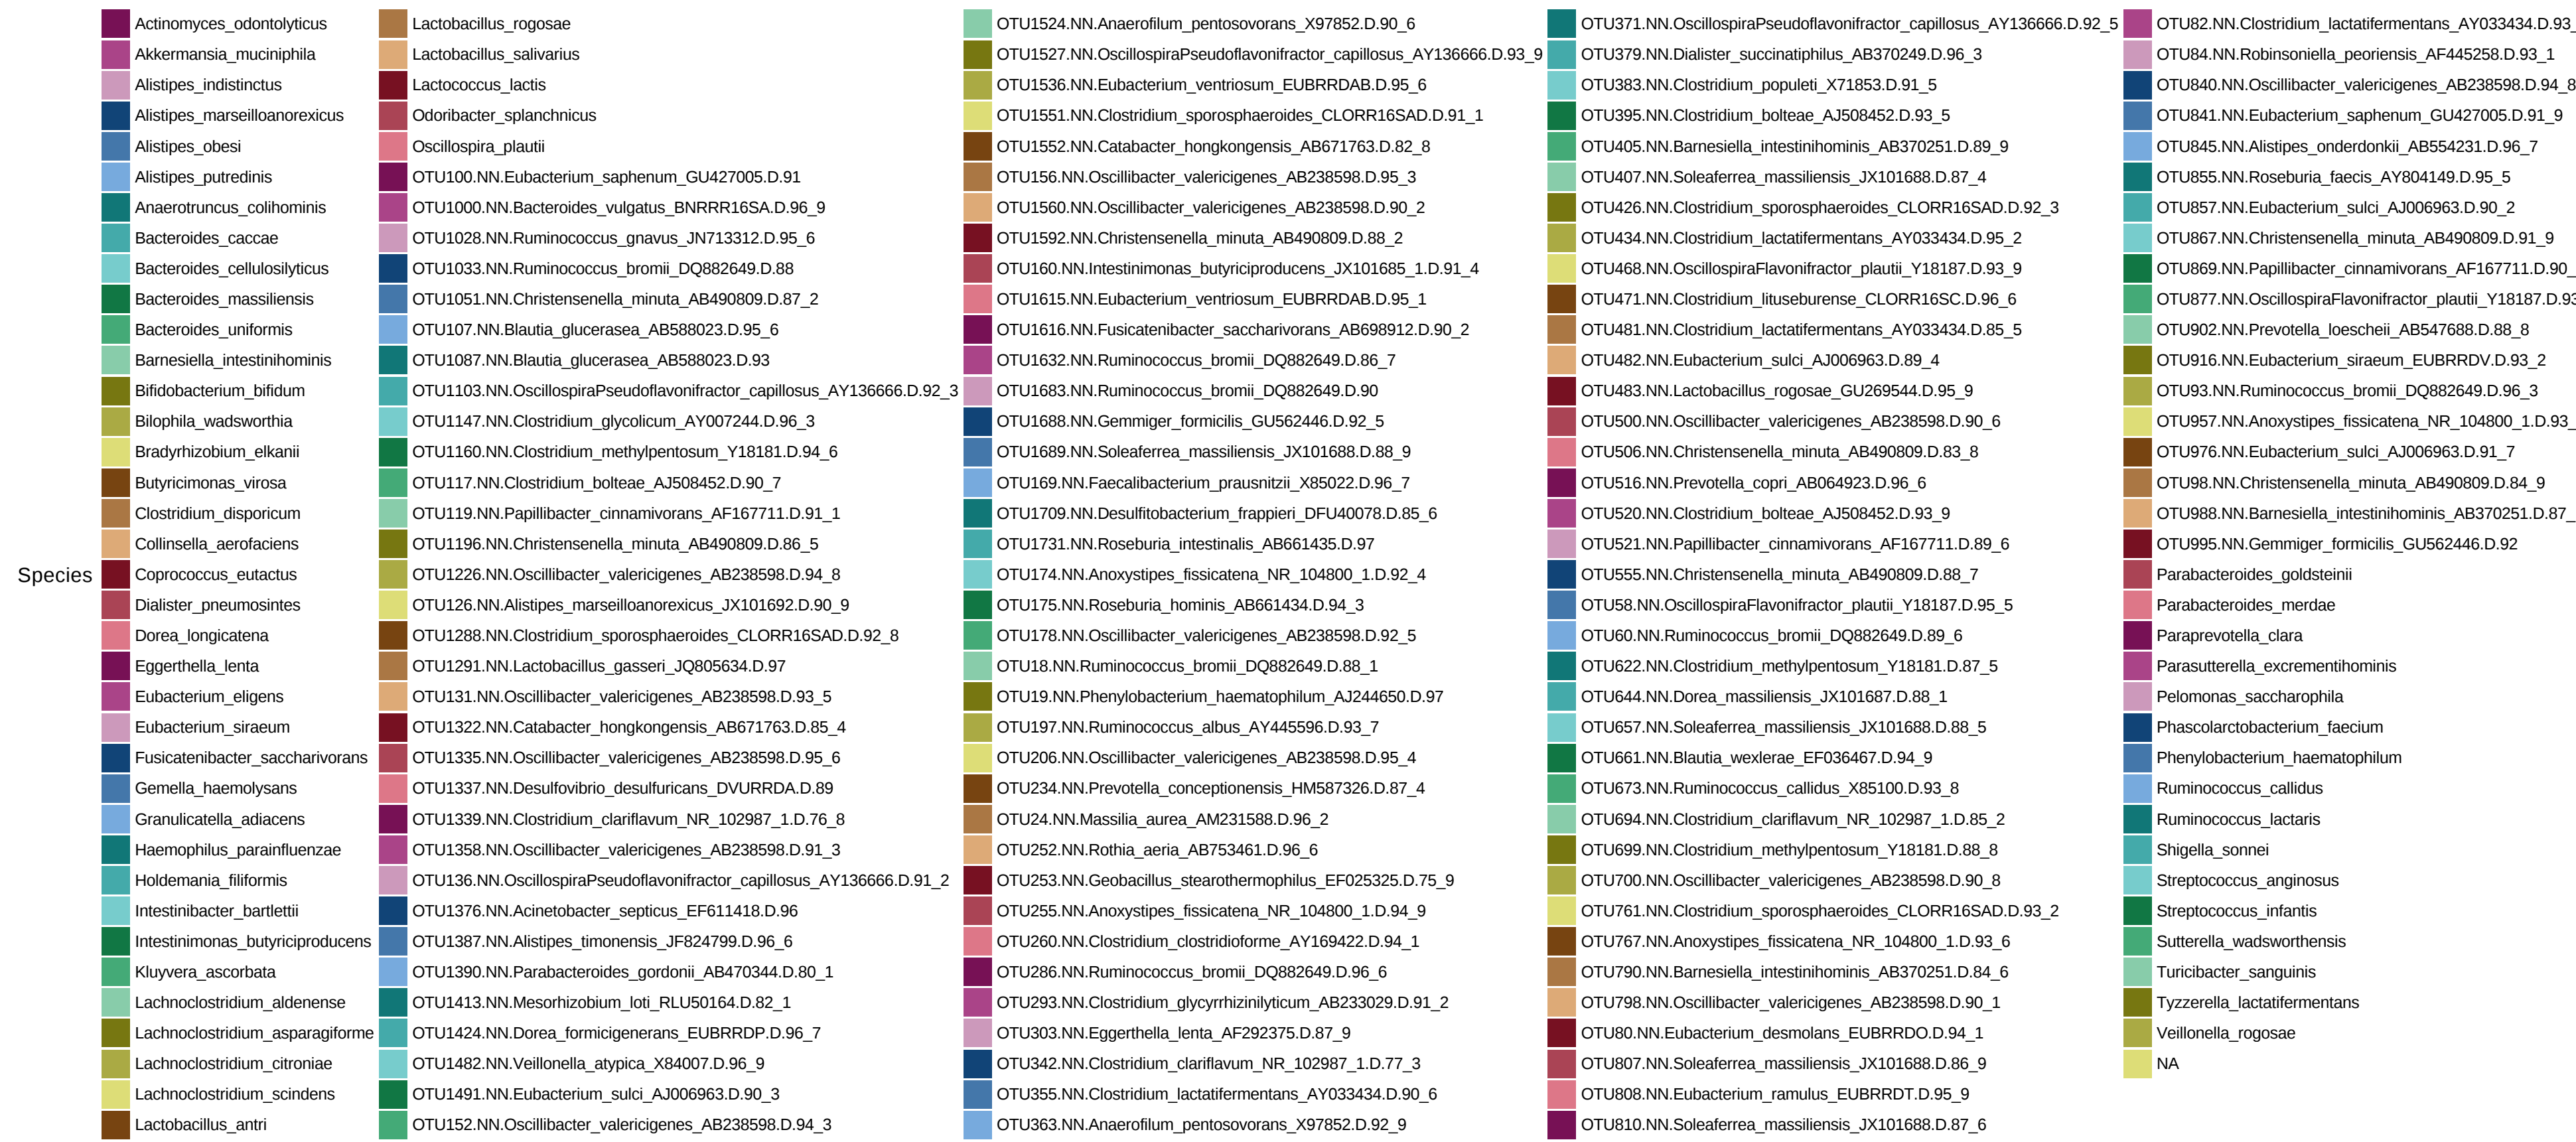 Species
Actinomyces_odontolyticus
Akkermansia_muciniphila
Alistipes_indistinctus
Alistipes_marseilloanorexicus
Alistipes_obesi
Alistipes_putredinis
Anaerotruncus_colihominis
Bacteroides_caccae
Bacteroides_cellulosilyticus
Bacteroides_massiliensis
Bacteroides_uniformis
Barnesiella_intestinihominis
Bifidobacterium_bifidum
Bilophila_wadsworthia
Bradyrhizobium_elkanii
Butyricimonas_virosa
Clostridium_disporicum
Collinsella_aerofaciens
Coprococcus_eutactus
Dialister_pneumosintes
Dorea_longicatena
Eggerthella_lenta
Eubacterium_eligens
Eubacterium_siraeum
Fusicatenibacter_saccharivorans
Gemella_haemolysans
Granulicatella_adiacens
Haemophilus_parainfluenzae
Holdemania_filiformis
Intestinibacter_bartlettii
Intestinimonas_butyriciproducens
Kluyvera_ascorbata
Lachnoclostridium_aldenense
Lachnoclostridium_asparagiforme
Lachnoclostridium_citroniae
Lachnoclostridium_scindens
Lactobacillus_antri
Lactobacillus_rogosae
Lactobacillus_salivarius
Lactococcus_lactis
Odoribacter_splanchnicus
Oscillospira_plautii
OTU100.NN.Eubacterium_saphenum_GU427005.D.91
OTU1000.NN.Bacteroides_vulgatus_BNRRR16SA.D.96_9
OTU1028.NN.Ruminococcus_gnavus_JN713312.D.95_6
OTU1033.NN.Ruminococcus_bromii_DQ882649.D.88
OTU1051.NN.Christensenella_minuta_AB490809.D.87_2
OTU107.NN.Blautia_glucerasea_AB588023.D.95_6
OTU1087.NN.Blautia_glucerasea_AB588023.D.93
OTU1103.NN.OscillospiraPseudoflavonifractor_capillosus_AY136666.D.92_3
OTU1147.NN.Clostridium_glycolicum_AY007244.D.96_3
OTU1160.NN.Clostridium_methylpentosum_Y18181.D.94_6
OTU117.NN.Clostridium_bolteae_AJ508452.D.90_7
OTU119.NN.Papillibacter_cinnamivorans_AF167711.D.91_1
OTU1196.NN.Christensenella_minuta_AB490809.D.86_5
OTU1226.NN.Oscillibacter_valericigenes_AB238598.D.94_8
OTU126.NN.Alistipes_marseilloanorexicus_JX101692.D.90_9
OTU1288.NN.Clostridium_sporosphaeroides_CLORR16SAD.D.92_8
OTU1291.NN.Lactobacillus_gasseri_JQ805634.D.97
OTU131.NN.Oscillibacter_valericigenes_AB238598.D.93_5
OTU1322.NN.Catabacter_hongkongensis_AB671763.D.85_4
OTU1335.NN.Oscillibacter_valericigenes_AB238598.D.95_6
OTU1337.NN.Desulfovibrio_desulfuricans_DVURRDA.D.89
OTU1339.NN.Clostridium_clariflavum_NR_102987_1.D.76_8
OTU1358.NN.Oscillibacter_valericigenes_AB238598.D.91_3
OTU136.NN.OscillospiraPseudoflavonifractor_capillosus_AY136666.D.91_2
OTU1376.NN.Acinetobacter_septicus_EF611418.D.96
OTU1387.NN.Alistipes_timonensis_JF824799.D.96_6
OTU1390.NN.Parabacteroides_gordonii_AB470344.D.80_1
OTU1413.NN.Mesorhizobium_loti_RLU50164.D.82_1
OTU1424.NN.Dorea_formicigenerans_EUBRRDP.D.96_7
OTU1482.NN.Veillonella_atypica_X84007.D.96_9
OTU1491.NN.Eubacterium_sulci_AJ006963.D.90_3
OTU152.NN.Oscillibacter_valericigenes_AB238598.D.94_3
OTU1524.NN.Anaerofilum_pentosovorans_X97852.D.90_6
OTU1527.NN.OscillospiraPseudoflavonifractor_capillosus_AY136666.D.93_9
OTU1536.NN.Eubacterium_ventriosum_EUBRRDAB.D.95_6
OTU1551.NN.Clostridium_sporosphaeroides_CLORR16SAD.D.91_1
OTU1552.NN.Catabacter_hongkongensis_AB671763.D.82_8
OTU156.NN.Oscillibacter_valericigenes_AB238598.D.95_3
OTU1560.NN.Oscillibacter_valericigenes_AB238598.D.90_2
OTU1592.NN.Christensenella_minuta_AB490809.D.88_2
OTU160.NN.Intestinimonas_butyriciproducens_JX101685_1.D.91_4
OTU1615.NN.Eubacterium_ventriosum_EUBRRDAB.D.95_1
OTU1616.NN.Fusicatenibacter_saccharivorans_AB698912.D.90_2
OTU1632.NN.Ruminococcus_bromii_DQ882649.D.86_7
OTU1683.NN.Ruminococcus_bromii_DQ882649.D.90
OTU1688.NN.Gemmiger_formicilis_GU562446.D.92_5
OTU1689.NN.Soleaferrea_massiliensis_JX101688.D.88_9
OTU169.NN.Faecalibacterium_prausnitzii_X85022.D.96_7
OTU1709.NN.Desulfitobacterium_frappieri_DFU40078.D.85_6
OTU1731.NN.Roseburia_intestinalis_AB661435.D.97
OTU174.NN.Anoxystipes_fissicatena_NR_104800_1.D.92_4
OTU175.NN.Roseburia_hominis_AB661434.D.94_3
OTU178.NN.Oscillibacter_valericigenes_AB238598.D.92_5
OTU18.NN.Ruminococcus_bromii_DQ882649.D.88_1
OTU19.NN.Phenylobacterium_haematophilum_AJ244650.D.97
OTU197.NN.Ruminococcus_albus_AY445596.D.93_7
OTU206.NN.Oscillibacter_valericigenes_AB238598.D.95_4
OTU234.NN.Prevotella_conceptionensis_HM587326.D.87_4
OTU24.NN.Massilia_aurea_AM231588.D.96_2
OTU252.NN.Rothia_aeria_AB753461.D.96_6
OTU253.NN.Geobacillus_stearothermophilus_EF025325.D.75_9
OTU255.NN.Anoxystipes_fissicatena_NR_104800_1.D.94_9
OTU260.NN.Clostridium_clostridioforme_AY169422.D.94_1
OTU286.NN.Ruminococcus_bromii_DQ882649.D.96_6
OTU293.NN.Clostridium_glycyrrhizinilyticum_AB233029.D.91_2
OTU303.NN.Eggerthella_lenta_AF292375.D.87_9
OTU342.NN.Clostridium_clariflavum_NR_102987_1.D.77_3
OTU355.NN.Clostridium_lactatifermentans_AY033434.D.90_6
OTU363.NN.Anaerofilum_pentosovorans_X97852.D.92_9
OTU371.NN.OscillospiraPseudoflavonifractor_capillosus_AY136666.D.92_5
OTU379.NN.Dialister_succinatiphilus_AB370249.D.96_3
OTU383.NN.Clostridium_populeti_X71853.D.91_5
OTU395.NN.Clostridium_bolteae_AJ508452.D.93_5
OTU405.NN.Barnesiella_intestinihominis_AB370251.D.89_9
OTU407.NN.Soleaferrea_massiliensis_JX101688.D.87_4
OTU426.NN.Clostridium_sporosphaeroides_CLORR16SAD.D.92_3
OTU434.NN.Clostridium_lactatifermentans_AY033434.D.95_2
OTU468.NN.OscillospiraFlavonifractor_plautii_Y18187.D.93_9
OTU471.NN.Clostridium_lituseburense_CLORR16SC.D.96_6
OTU481.NN.Clostridium_lactatifermentans_AY033434.D.85_5
OTU482.NN.Eubacterium_sulci_AJ006963.D.89_4
OTU483.NN.Lactobacillus_rogosae_GU269544.D.95_9
OTU500.NN.Oscillibacter_valericigenes_AB238598.D.90_6
OTU506.NN.Christensenella_minuta_AB490809.D.83_8
OTU516.NN.Prevotella_copri_AB064923.D.96_6
OTU520.NN.Clostridium_bolteae_AJ508452.D.93_9
OTU521.NN.Papillibacter_cinnamivorans_AF167711.D.89_6
OTU555.NN.Christensenella_minuta_AB490809.D.88_7
OTU58.NN.OscillospiraFlavonifractor_plautii_Y18187.D.95_5
OTU60.NN.Ruminococcus_bromii_DQ882649.D.89_6
OTU622.NN.Clostridium_methylpentosum_Y18181.D.87_5
OTU644.NN.Dorea_massiliensis_JX101687.D.88_1
OTU657.NN.Soleaferrea_massiliensis_JX101688.D.88_5
OTU661.NN.Blautia_wexlerae_EF036467.D.94_9
OTU673.NN.Ruminococcus_callidus_X85100.D.93_8
OTU694.NN.Clostridium_clariflavum_NR_102987_1.D.85_2
OTU699.NN.Clostridium_methylpentosum_Y18181.D.88_8
OTU700.NN.Oscillibacter_valericigenes_AB238598.D.90_8
OTU761.NN.Clostridium_sporosphaeroides_CLORR16SAD.D.93_2
OTU767.NN.Anoxystipes_fissicatena_NR_104800_1.D.93_6
OTU790.NN.Barnesiella_intestinihominis_AB370251.D.84_6
OTU798.NN.Oscillibacter_valericigenes_AB238598.D.90_1
OTU80.NN.Eubacterium_desmolans_EUBRRDO.D.94_1
OTU807.NN.Soleaferrea_massiliensis_JX101688.D.86_9
OTU808.NN.Eubacterium_ramulus_EUBRRDT.D.95_9
OTU810.NN.Soleaferrea_massiliensis_JX101688.D.87_6
OTU82.NN.Clostridium_lactatifermentans_AY033434.D.93_
OTU84.NN.Robinsoniella_peoriensis_AF445258.D.93_1
OTU840.NN.Oscillibacter_valericigenes_AB238598.D.94_8
OTU841.NN.Eubacterium_saphenum_GU427005.D.91_9
OTU845.NN.Alistipes_onderdonkii_AB554231.D.96_7
OTU855.NN.Roseburia_faecis_AY804149.D.95_5
OTU857.NN.Eubacterium_sulci_AJ006963.D.90_2
OTU867.NN.Christensenella_minuta_AB490809.D.91_9
OTU869.NN.Papillibacter_cinnamivorans_AF167711.D.90_
OTU877.NN.OscillospiraFlavonifractor_plautii_Y18187.D.93
OTU902.NN.Prevotella_loescheii_AB547688.D.88_8
OTU916.NN.Eubacterium_siraeum_EUBRRDV.D.93_2
OTU93.NN.Ruminococcus_bromii_DQ882649.D.96_3
OTU957.NN.Anoxystipes_fissicatena_NR_104800_1.D.93_
OTU976.NN.Eubacterium_sulci_AJ006963.D.91_7
OTU98.NN.Christensenella_minuta_AB490809.D.84_9
OTU988.NN.Barnesiella_intestinihominis_AB370251.D.87_
OTU995.NN.Gemmiger_formicilis_GU562446.D.92
Parabacteroides_goldsteinii
Parabacteroides_merdae
Paraprevotella_clara
Parasutterella_excrementihominis
Pelomonas_saccharophila
Phascolarctobacterium_faecium
Phenylobacterium_haematophilum
Ruminococcus_callidus
Ruminococcus_lactaris
Shigella_sonnei
Streptococcus_anginosus
Streptococcus_infantis
Sutterella_wadsworthensis
Turicibacter_sanguinis
Tyzzerella_lactatifermentans
Veillonella_rogosae
NA